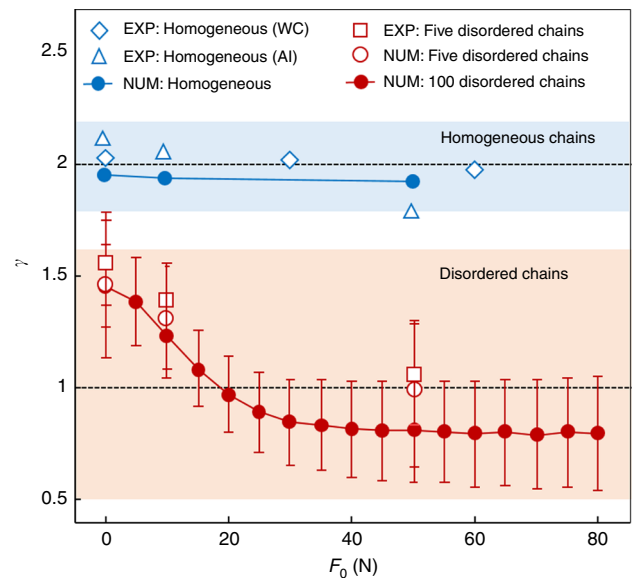 2.5
2
1.5
1
0.5
γ
EXP: Homogeneous (WC)
EXP: Homogeneous (AI)
NUM: Homogeneous
EXP: Five disordered chains
NUM: Five disordered chains
NUM: 100 disordered chains
Homogeneous chains
Disordered chains
0 20 40 60 80
F0 (N)